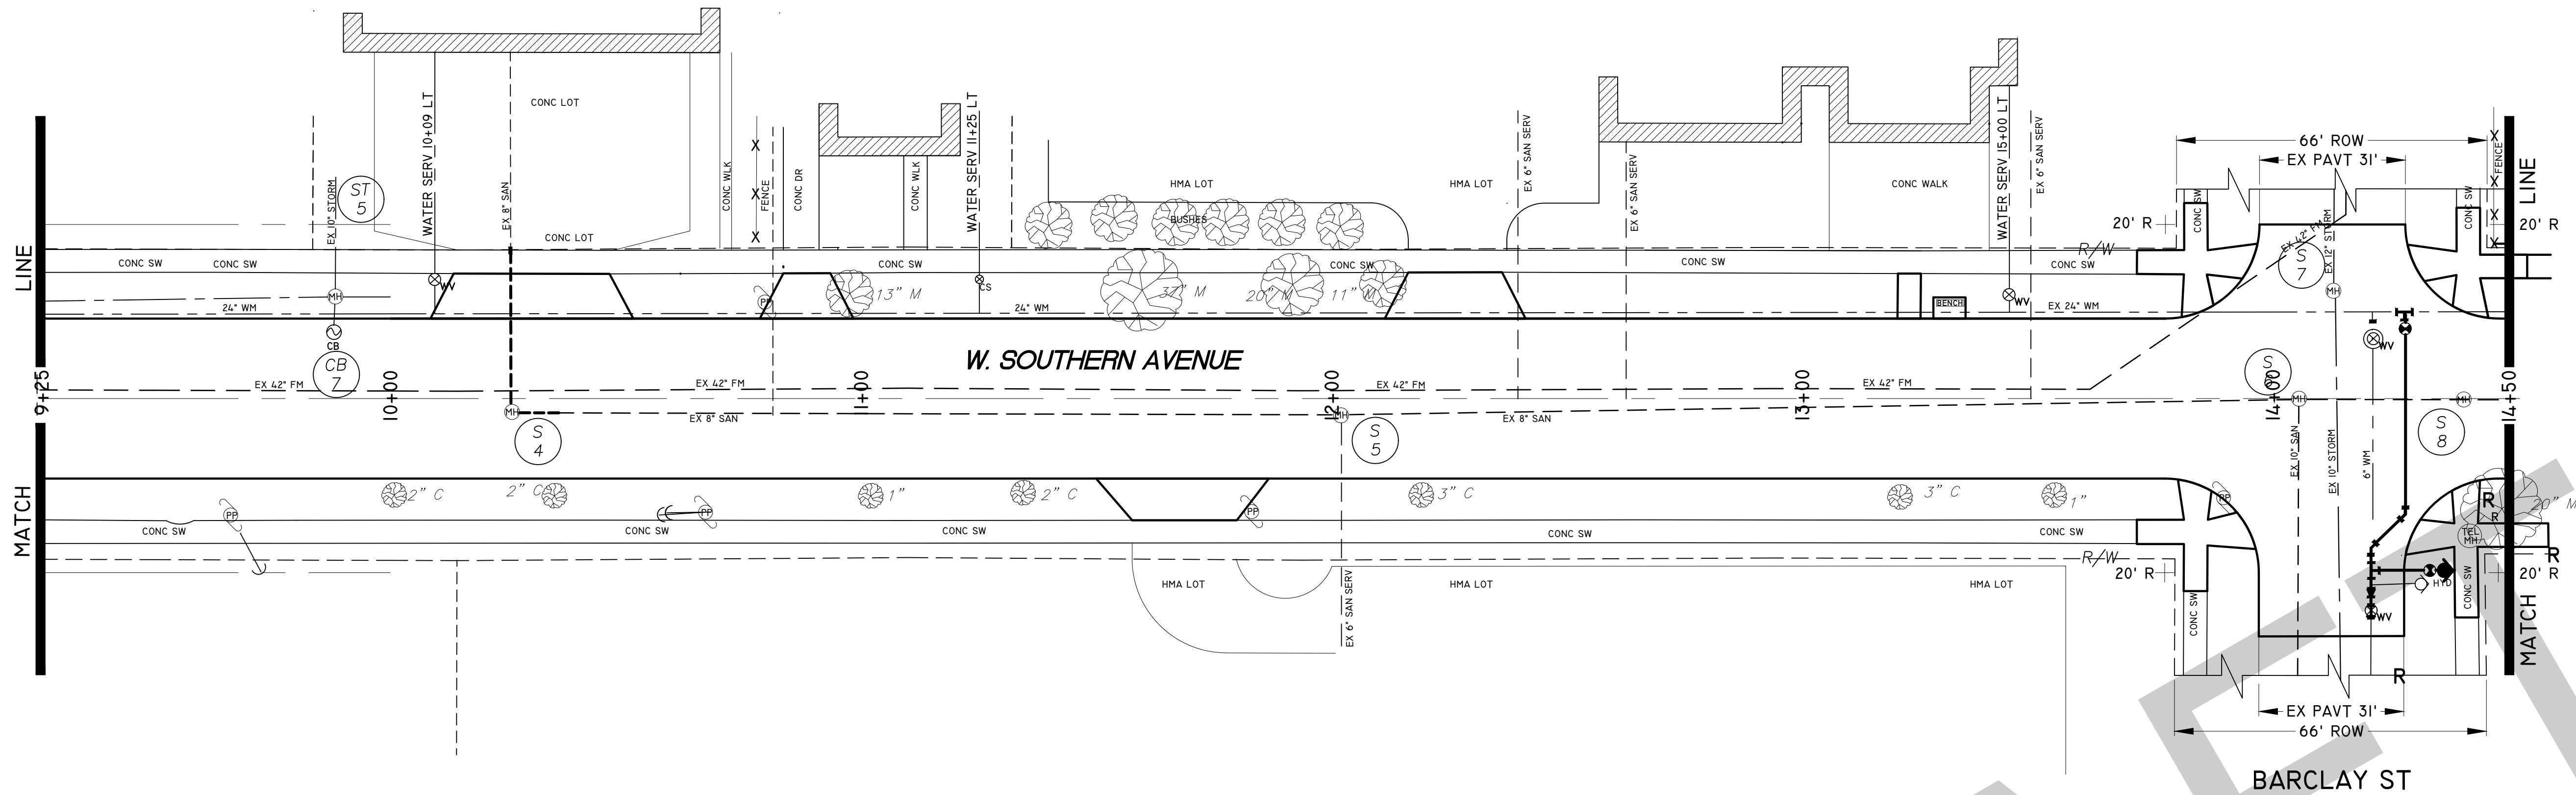 CONC LOT
CONC LOT
WATER SERV 10+09 LT
EX 10" STORM
ST
5
EX 8" SAN
CONC WLK
FENCE
X
X
X
CONC DR
CONC WLK
WATER SERV 11+25 LT
HMA LOT
BUSHES
HMA LOT
EX 6" SAN SERV
EX 6" SAN SERV
CONC WALK
WATER SERV 15+00 LT
EX 6" SAN SERV
66' ROW
EX PAVT 31'
FENCE
X
X
X
X
LINE
20' R
CONC SW
CONC SW
20' R
R/W
EX 42" FM
EX 12" STORM
S
7
LINE
CONC SW
CONC SW
CONC SW
CONC SW
CONC SW
CONC SW
MH
WV
PP
13" M
CS
37" M
20" M
11" M
BENCH
WV
MH
24" WM
24" WM
EX 24" WM
CB
CB
7
W. SOUTHERN AVENUE
WV
9+25
10+00
11+00
12+00
13+00
14+00
14+50
EX 42" FM
EX 42" FM
EX 42" FM
EX 42" FM
S
6
MH
EX 8" SAN
MH
EX 8" SAN
MH
MH
S
4
S
5
S
8
EX 10" SAN
EX 10" STORM
6" WM
MATCH
2" C
2" C
1"
2" C
3" C
3" C
1"
PP
PP
PP
PP
R
R
20" M
TEL
MH
CONC SW
CONC SW
CONC SW
CONC SW
CONC SW
R/W
R
20' R
20' R
HMA LOT
HMA LOT
HMA LOT
EX 6" SAN SERV
CONC SW
HYD
WV
CONC SW
MATCH
R
EX PAVT 31'
66' ROW
BARCLAY ST